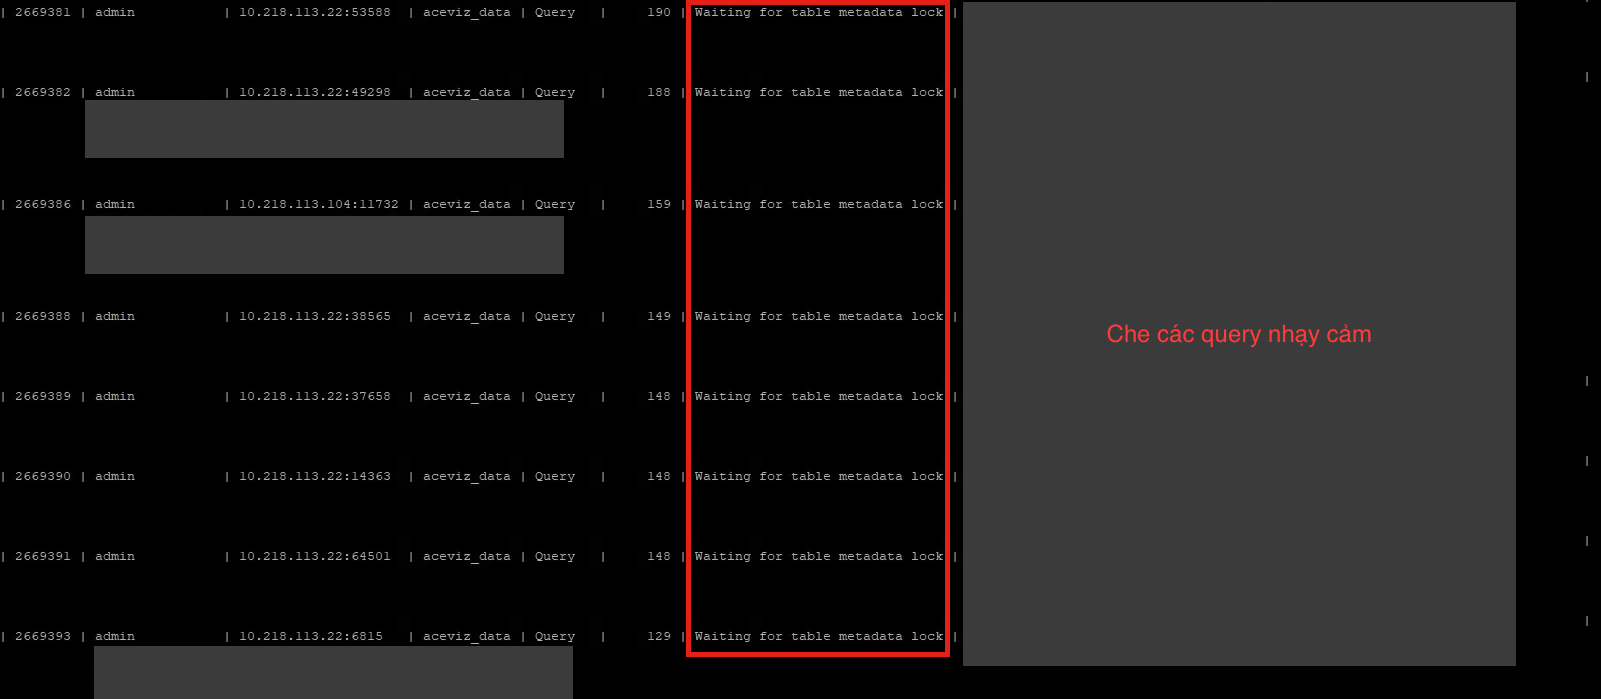 | 2669381 | admin | 10.218.113.22:53588 | aceviz_data | Query | 190 | Waiting for table metadata lock |
|
| 2669382 | admin | 10.218.113.22:49298 | aceviz_data | Query | 188 | Waiting for table metadata lock |
| 2669386 | admin | 10.218.113.104:11732 | aceviz_data | Query | 159 | Waiting for table metadata lock |
| 2669388 | admin | 10.218.113.22:38565 | aceviz_data | Query | 149 | Waiting for table metadata lock |
Che các query nhạy cảm
|
| 2669389 | admin | 10.218.113.22:37658 | aceviz_data | Query | 148 | Waiting for table metadata lock |
|
| 2669390 | admin | 10.218.113.22:14363 | aceviz_data | Query | 148 | Waiting for table metadata lock |
|
| 2669391 | admin | 10.218.113.22:64501 | aceviz_data | Query | 148 | Waiting for table metadata lock |
|
| 2669393 | admin | 10.218.113.22:6815 | aceviz_data | Query | 129 | Waiting for table metadata lock |